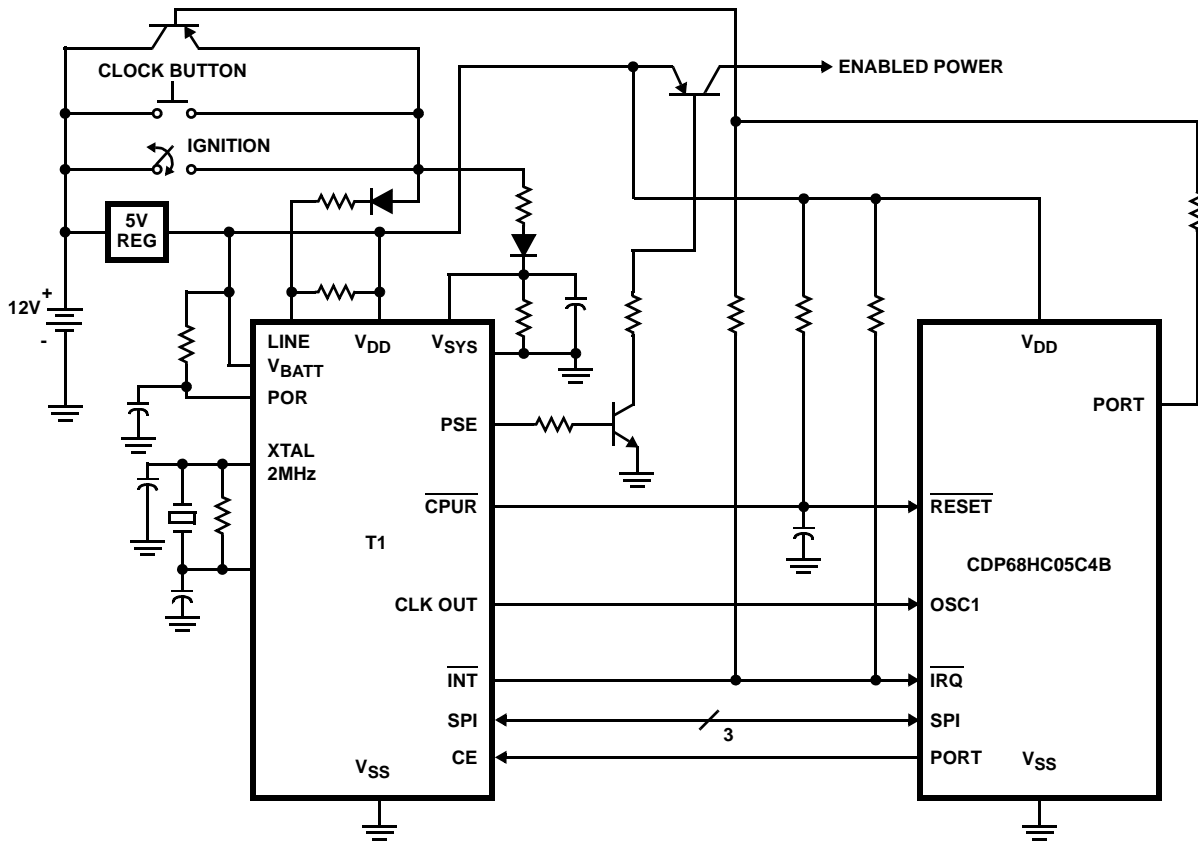 CLOCK BUTTON
ENABLED POWER
IGNITION
5V
REG
12V
+
-
LINE
VDD
VSYS
VBATT
POR
XTAL
2MHz
PSE
CPUR
T1
CLK OUT
INT
SPI
CE
VSS
3
VDD
PORT
RESET
CDP68HC05C4B
OSC1
IRQ
SPI
PORT
VSS